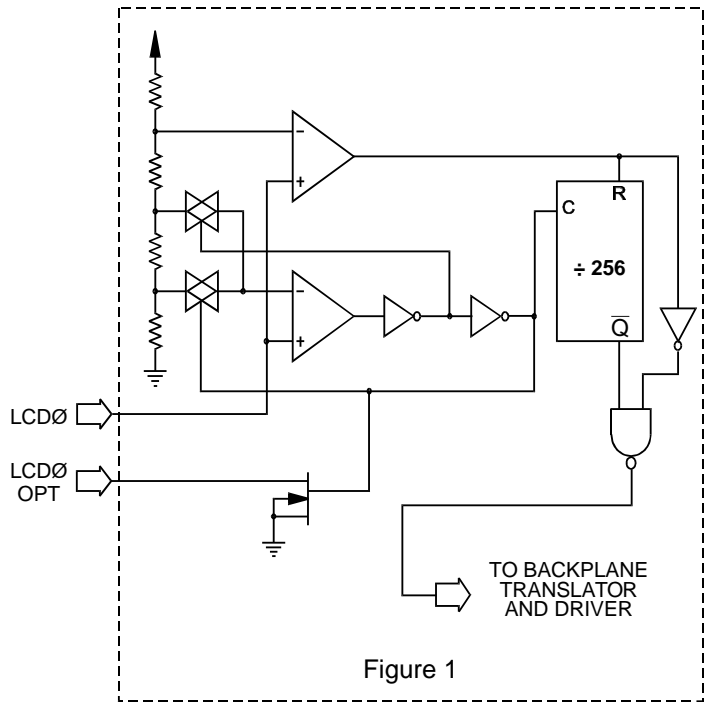 −
+
R
C
÷ 256
−
+
Q̅
LCDØ
LCDØ
OPT
TO BACKPLANE
TRANSLATOR
AND DRIVER
Figure 1